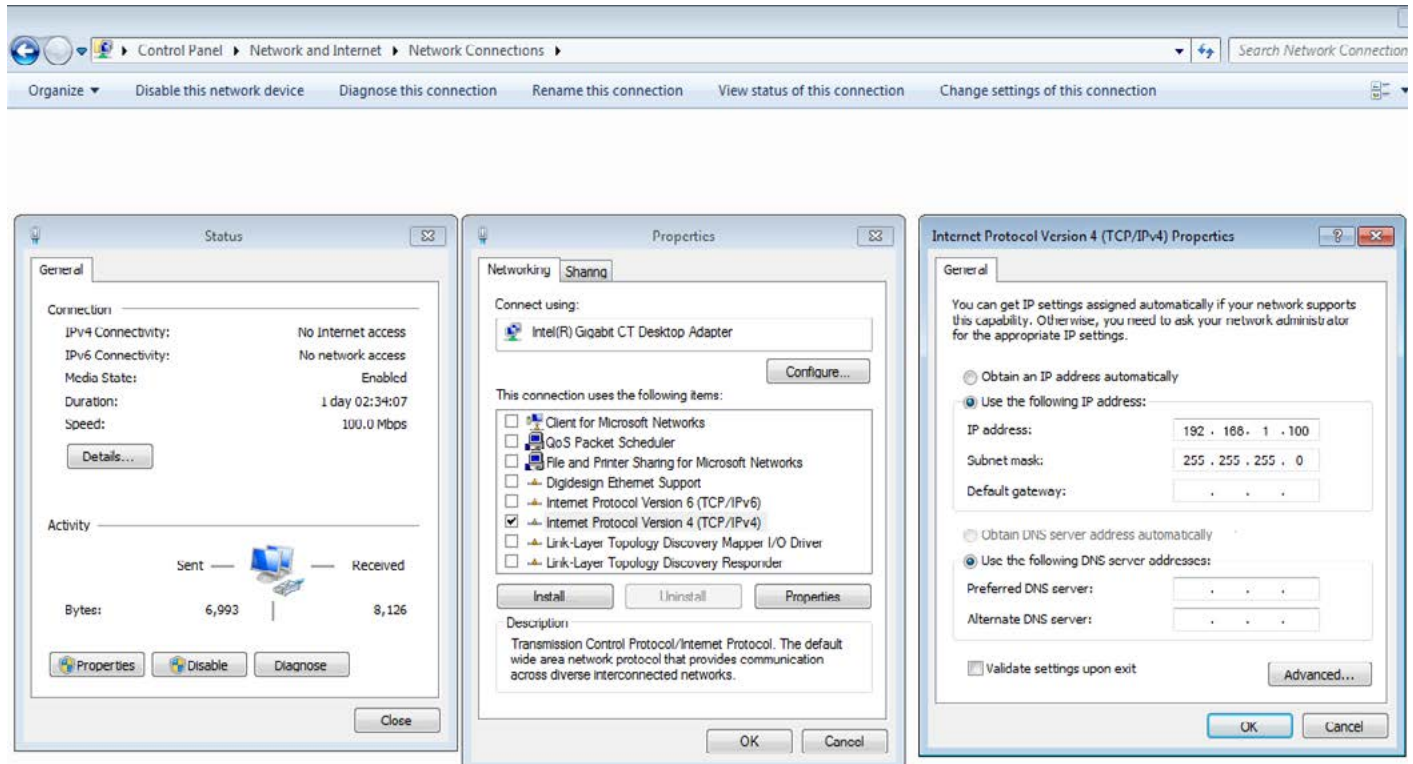 Control Panel Network and Internet Network Connections
Search Network Connection
Organize Disable this network device Diagnose this connection Rename this connection View status of this connection Change settings of this connection
Status
General
Connection
IPv4 Connectivity: No Internet access
IPv6 Connectivity: No network access
Media State: Enabled
Duration: 1 day 02:34:07
Speed: 100.0 Mbps
Details...
Activity
Sent Received
Bytes: 6,993 8,126
Properties Disable Diagnose
Close
Properties
Networking Sharing
Connect using:
Intel(R) Gigabit CT Desktop Adapter
Configure...
This connection uses the following items:
Client for Microsoft Networks
QoS Packet Scheduler
File and Printer Sharing for Microsoft Networks
Digidesign Ethernet Support
Internet Protocol Version 6 (TCP/IPv6)
Internet Protocol Version 4 (TCP/IPv4)
Link-Layer Topology Discovery Mapper I/O Driver
Link-Layer Topology Discovery Responder
Install... Uninstall Properties
Description
Transmission Control Protocol/Internet Protocol. The default
wide area network protocol that provides communication
across diverse interconnected networks.
OK Cancel
Internet Protocol Version 4 (TCP/IPv4) Properties
General
You can get IP settings assigned automatically if your network supports
this capability. Otherwise, you need to ask your network administrator
for the appropriate IP settings.
Obtain an IP address automatically
Use the following IP address:
IP address: 192 . 168 . 1 . 100
Subnet mask: 255 . 255 . 255 . 0
Default gateway: . . .
Obtain DNS server address automatically
Use the following DNS server addresses:
Preferred DNS server: . . .
Alternate DNS server: . . .
Validate settings upon exit
Advanced...
OK Cancel